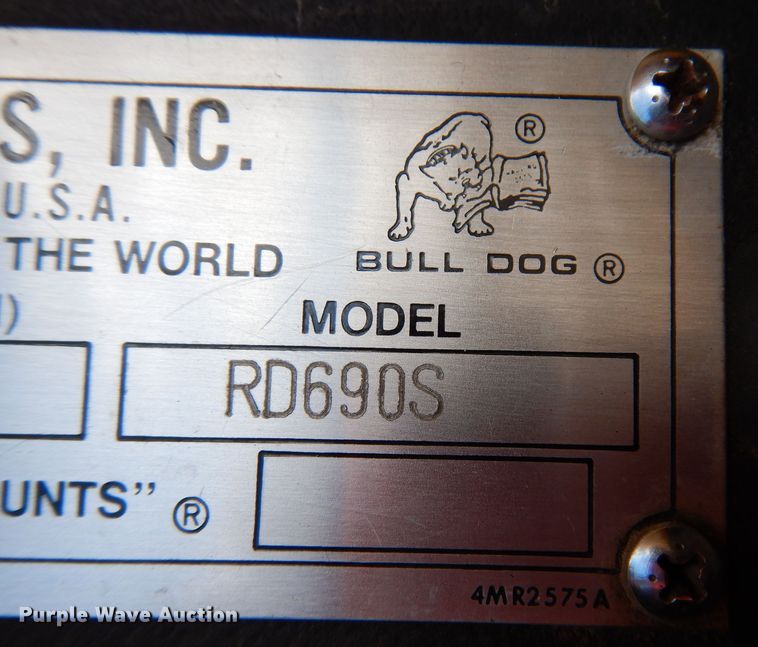 S, INC.
®
U.S.A.
THE WORLD
BULL DOG ®
)
MODEL
RD690S
UNTS" ®
4MR2575A
Purple Wave Auction